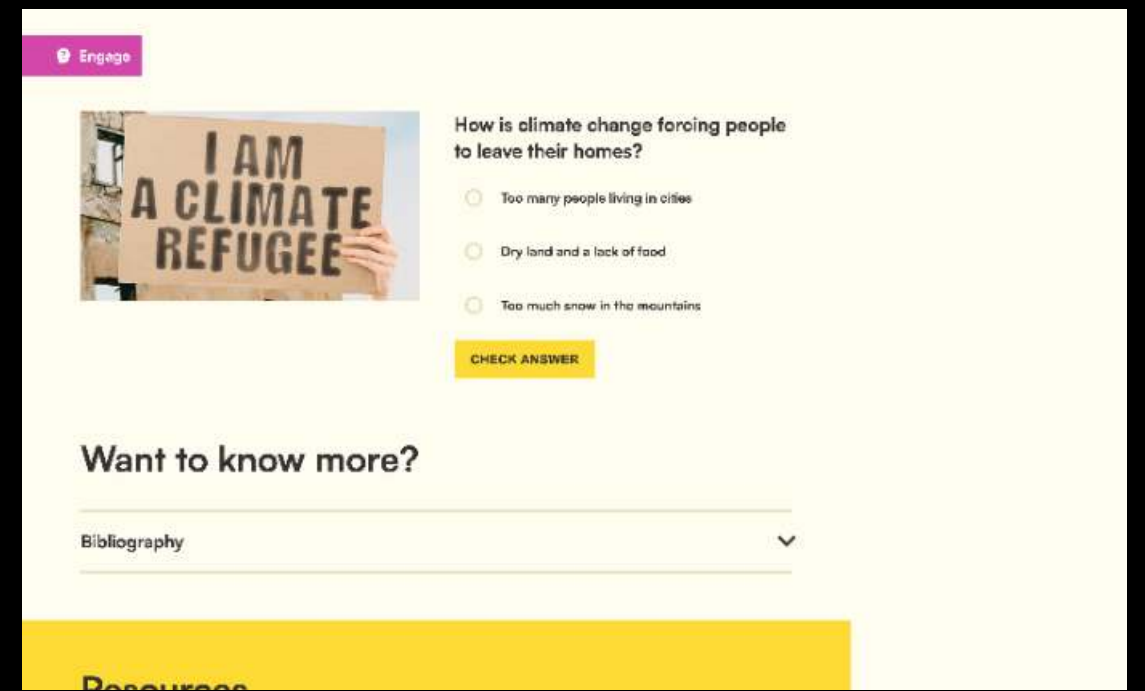 Engage
I AM
A CLIMATE
REFUGEE
How is climate change forcing people
to leave their homes?
Too many people living in cities
Dry land and a lack of food
Too much snow in the mountains
CHECK ANSWER
Want to know more?
Bibliography
Resources